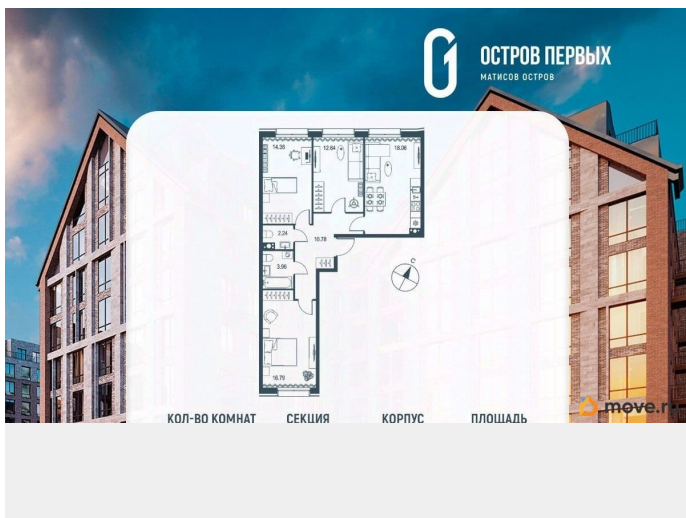 ОСТРОВ ПЕРВЫХ
МАТИСОВ ОСТРОВ
14.38
12.64
18.06
2.24
10.78
3.96
С
16.79
КОЛ-ВО КОМНАТ СЕКЦИЯ КОРПУС ПЛОЩАДЬ
move.ru